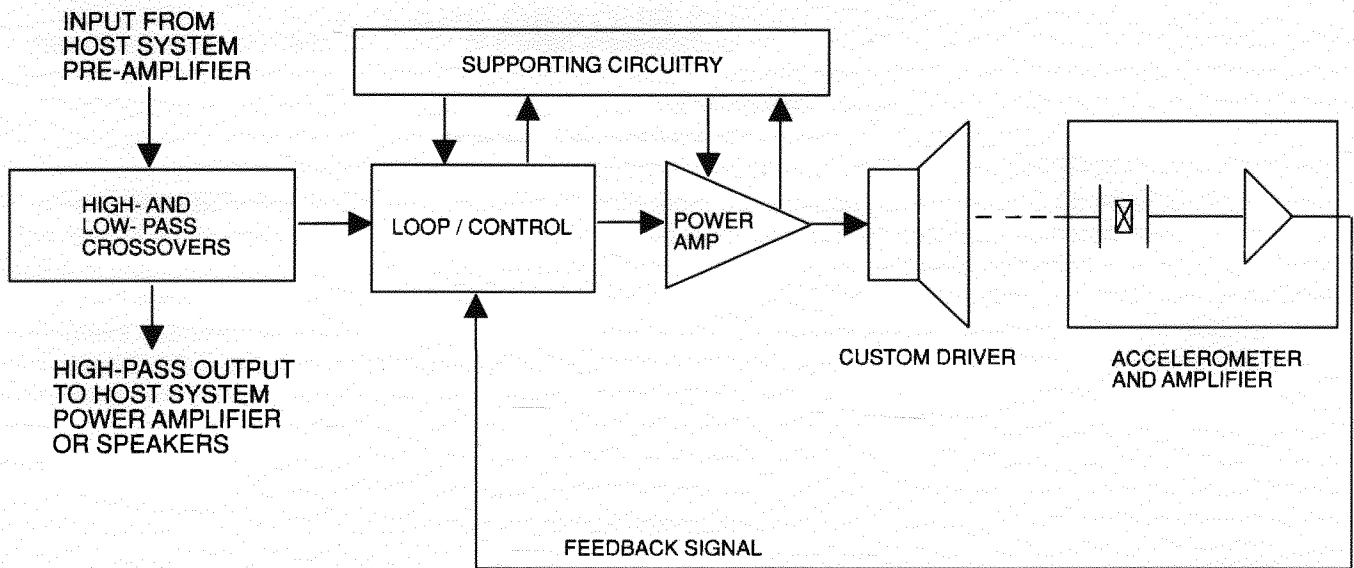 INPUT FROM
HOST SYSTEM
PRE-AMPLIFIER
SUPPORTING CIRCUITRY
HIGH- AND
LOW- PASS
CROSSOVERS
LOOP / CONTROL
POWER
AMP
HIGH-PASS OUTPUT
TO HOST SYSTEM
POWER AMPLIFIER
OR SPEAKERS
CUSTOM DRIVER
ACCELEROMETER
AND AMPLIFIER
FEEDBACK SIGNAL